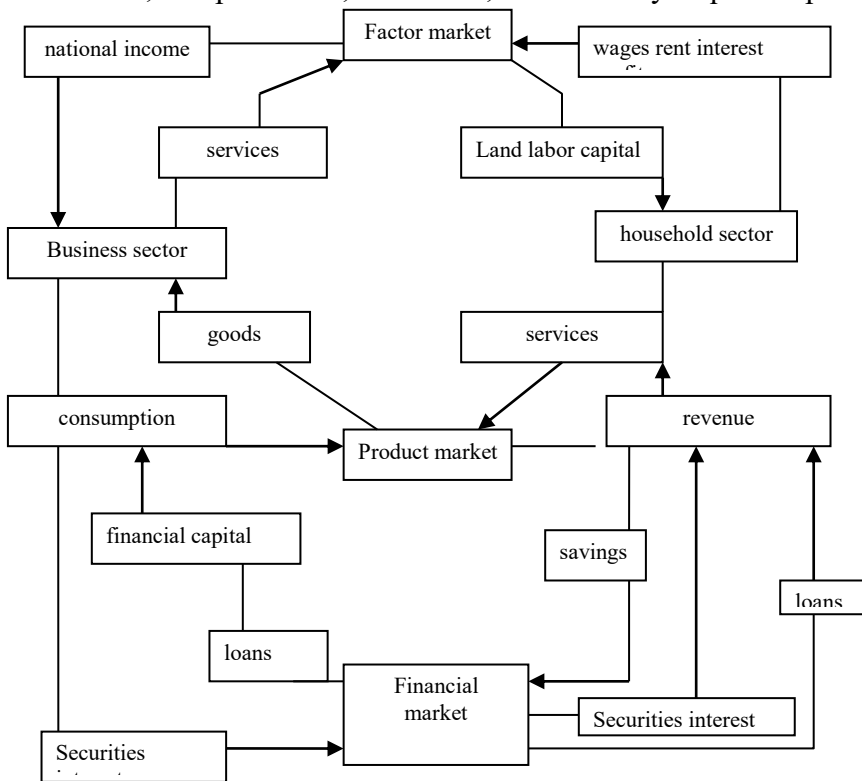 Factor market
national income
wages rent interest
services
Land labor capital
Business sector
household sector
goods
services
consumption
revenue
Product market
financial capital
savings
loans
loans
Financial
market
Securities interest
Securities